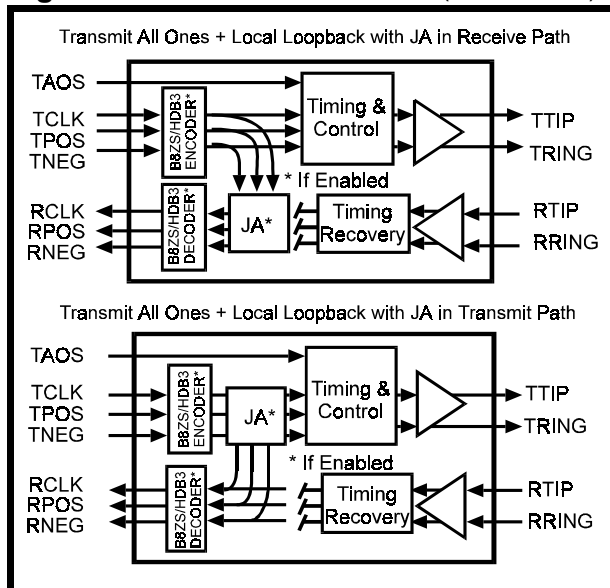 Transmit All Ones + Local Loopback with JA in Receive Path
TAOS
TCLK
TPOS
TNEG
B8ZS/HDB3
ENCODER*
Timing &
Control
TTIP
TRING
* If Enabled
RCLK
RPOS
RNEG
B8ZS/HDB3
DECODER*
JA*
Timing
Recovery
RTIP
RRING
Transmit All Ones + Local Loopback with JA in Transmit Path
TAOS
TCLK
TPOS
TNEG
B8ZS/HDB3
ENCODER*
JA*
Timing &
Control
TTIP
TRING
* If Enabled
RCLK
RPOS
RNEG
B8ZS/HDB3
DECODER*
Timing
Recovery
RTIP
RRING